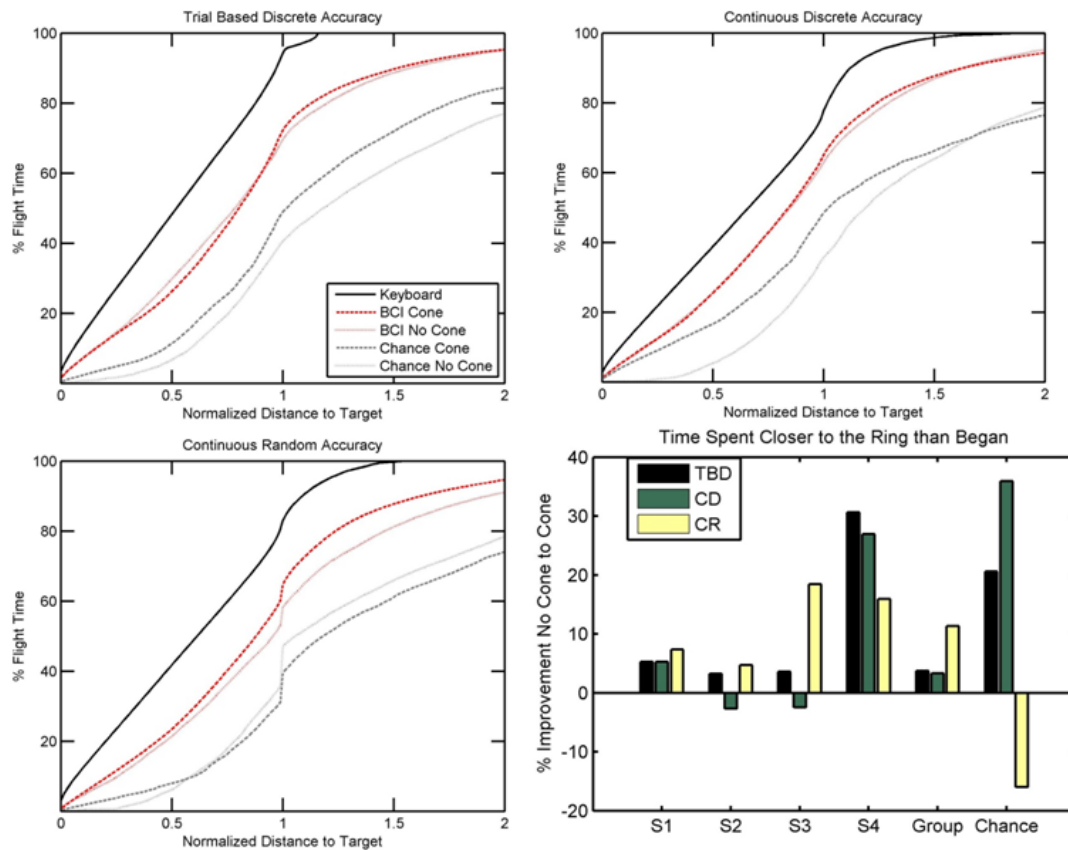 Trial Based Discrete Accuracy
100
80
60
40
20
% Flight Time
0 0.5 1 1.5 2
Normalized Distance to Target
Keyboard
BCI Cone
BCI No Cone
Chance Cone
Chance No Cone
Continuous Discrete Accuracy
100
80
60
40
20
% Flight Time
0 0.5 1 1.5 2
Normalized Distance to Target
Continuous Random Accuracy
100
80
60
40
20
% Flight Time
0 0.5 1 1.5 2
Normalized Distance to Target
Time Spent Closer to the Ring than Began
40
30
20
10
0
-10
-20
% Improvement No Cone to Cone
TBD
CD
CR
S1 S2 S3 S4 Group Chance